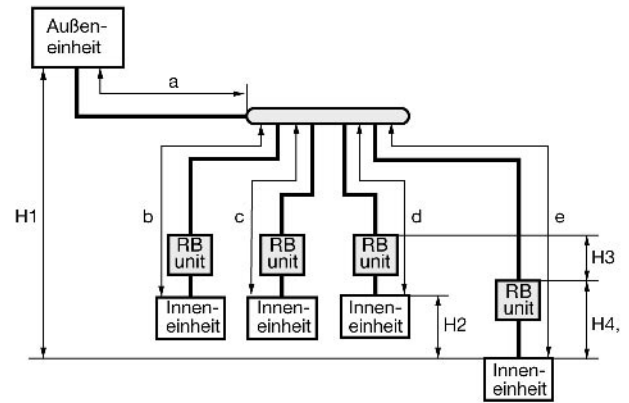 Außen-
einheit
a
H1
b
c
d
e
RB
unit
RB
unit
RB
unit
H3
RB
unit
H4,
Innen-
einheit
Innen-
einheit
Innen-
einheit
H2
Innen-
einheit